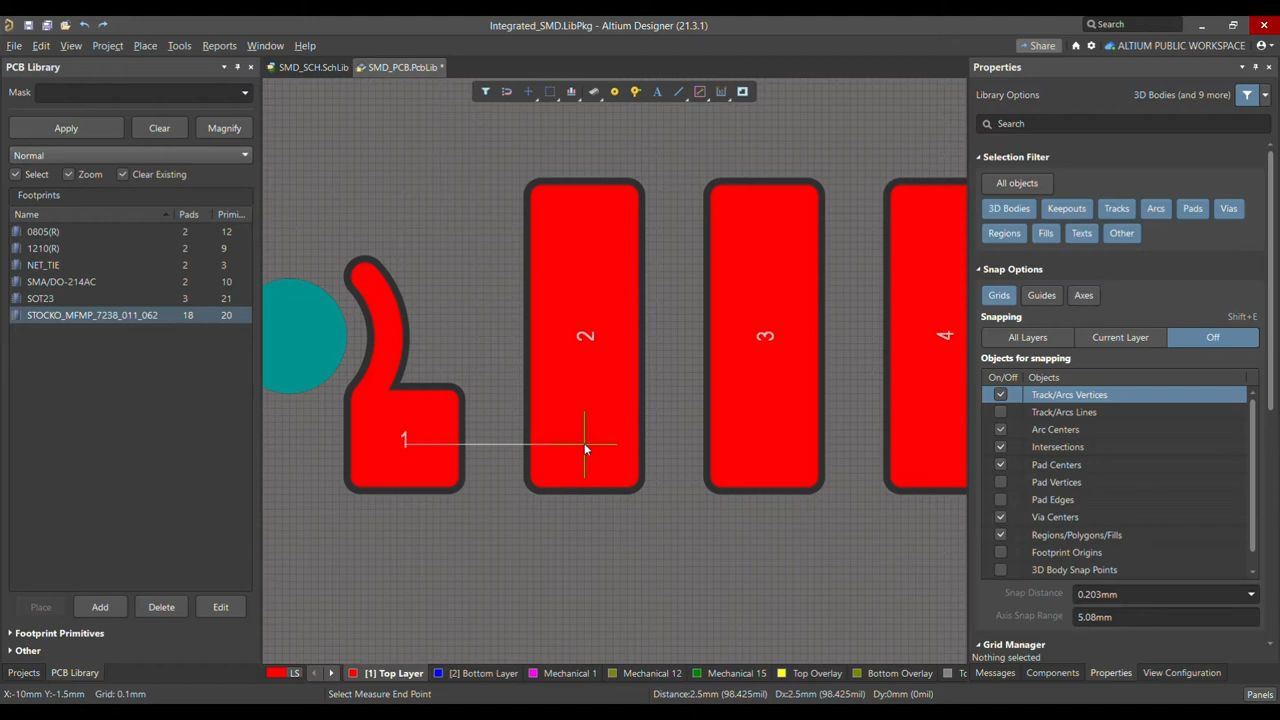 Integrated_SMD.LibPkg - Altium Designer (21.3.1)
Search
File Edit View Project Place Tools Reports Window Help
Share
ALTIUM PUBLIC WORKSPACE
PCB Library
SMD_SCH.SchLib
SMD_PCB.PcbLib *
Properties
Mask
Library Options
3D Bodies (and 9 more)
Apply
Clear
Magnify
Search
Normal
Select
Zoom
Clear Existing
Selection Filter
All objects
Footprints
Name Pads Primi...
3D Bodies Keepouts Tracks Arcs Pads Vias
0805(R) 2 12
Regions Fills Texts Other
1210(R) 2 9
NET_TIE 2 3
Snap Options
SMA/DO-214AC 2 10
Grids Guides Axes
SOT23 3 21
Snapping
Shift+E
STOCKO_MFMP_7238_011_062 18 20
All Layers
Current Layer
Off
Objects for snapping
On/Off Objects
Track/Arcs Vertices
Track/Arcs Lines
Arc Centers
Intersections
Pad Centers
Pad Vertices
Pad Edges
Via Centers
Regions/Polygons/Fills
Footprint Origins
3D Body Snap Points
1
2
3
4
Snap Distance 0.203mm
Axis Snap Range 5.08mm
Place
Add
Delete
Edit
Footprint Primitives
Grid Manager
Other
Nothing selected
Projects
PCB Library
LS
[1] Top Layer
[2] Bottom Layer
Mechanical 1
Mechanical 12
Mechanical 15
Top Overlay
Bottom Overlay
Tc
Messages
Components
Properties
View Configuration
X:-10mm Y:-1.5mm Grid: 0.1mm
Select Measure End Point
Distance:2.5mm (98.425mil) Dx:2.5mm (98.425mil) Dy:0mm (0mil)
Panels